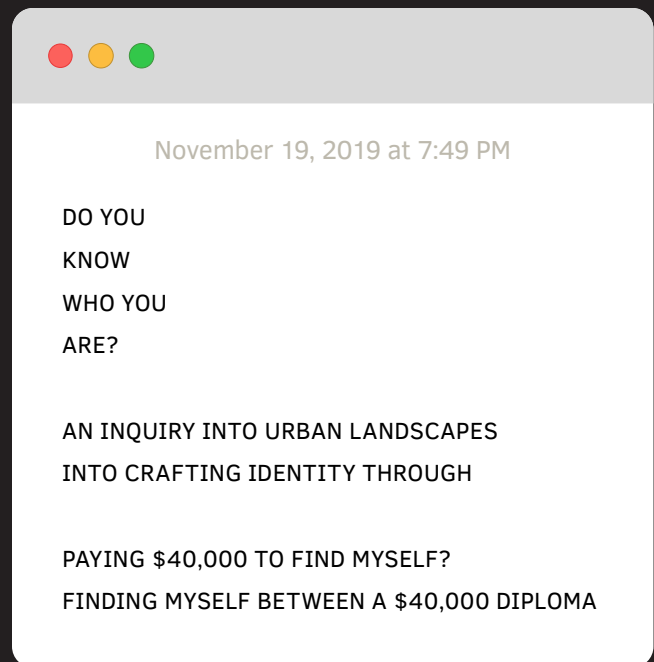 November 19, 2019 at 7:49 PM
DO YOU
KNOW
WHO YOU
ARE?
AN INQUIRY INTO URBAN LANDSCAPES
INTO CRAFTING IDENTITY THROUGH
PAYING $40,000 TO FIND MYSELF?
FINDING MYSELF BETWEEN A $40,000 DIPLOMA